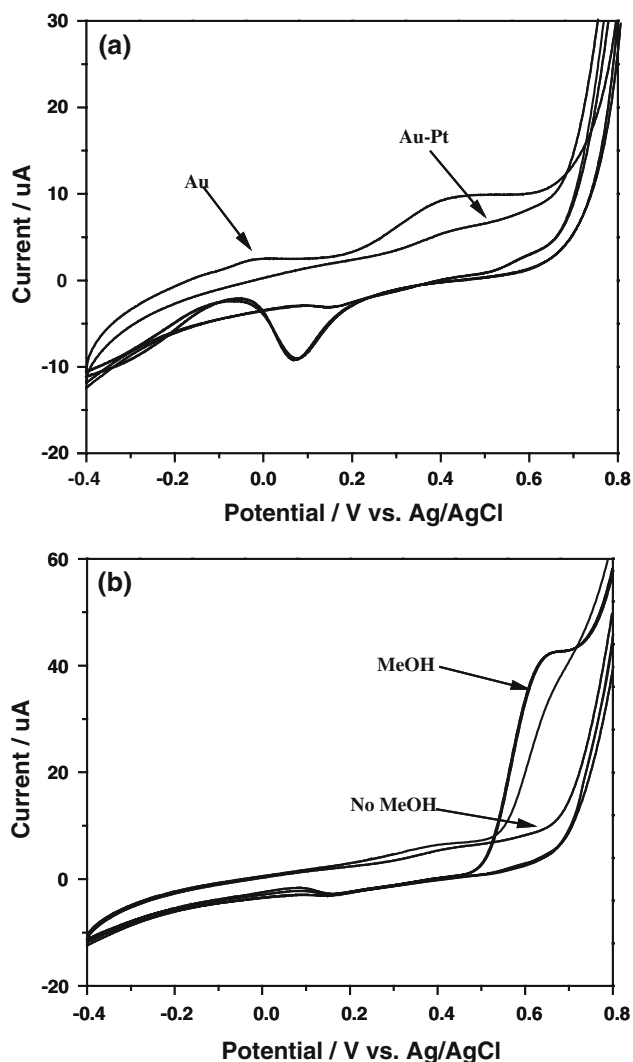 (a)
30
20
10
0
-10
-20
Current / uA
Au
Au-Pt
-0.4 -0.2 0.0 0.2 0.4 0.6 0.8
Potential / V vs. Ag/AgCl
(b)
60
40
20
0
-20
Current / uA
MeOH
No MeOH
-0.4 -0.2 0.0 0.2 0.4 0.6 0.8
Potential / V vs. Ag/AgCl